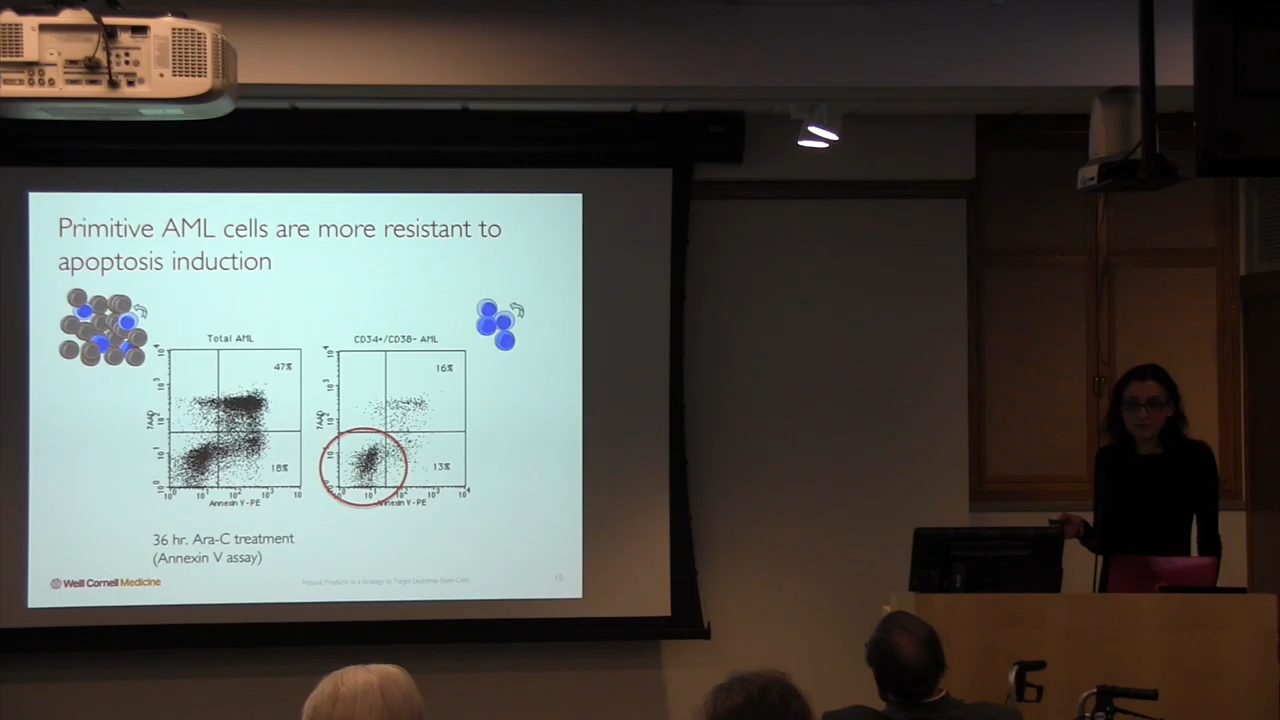 Primitive AML cells are more resistant to
apoptosis induction
Total AML
CD34+/CD38- AML
47%
16%
18%
13%
7AAD
7AAD
Annexin V-PE
Annexin V-PE
36 hr. Ara-C treatment
(Annexin V assay)
Weill Cornell Medicine
Natural Products as a Strategy to Target Leukemia Stem Cells
15